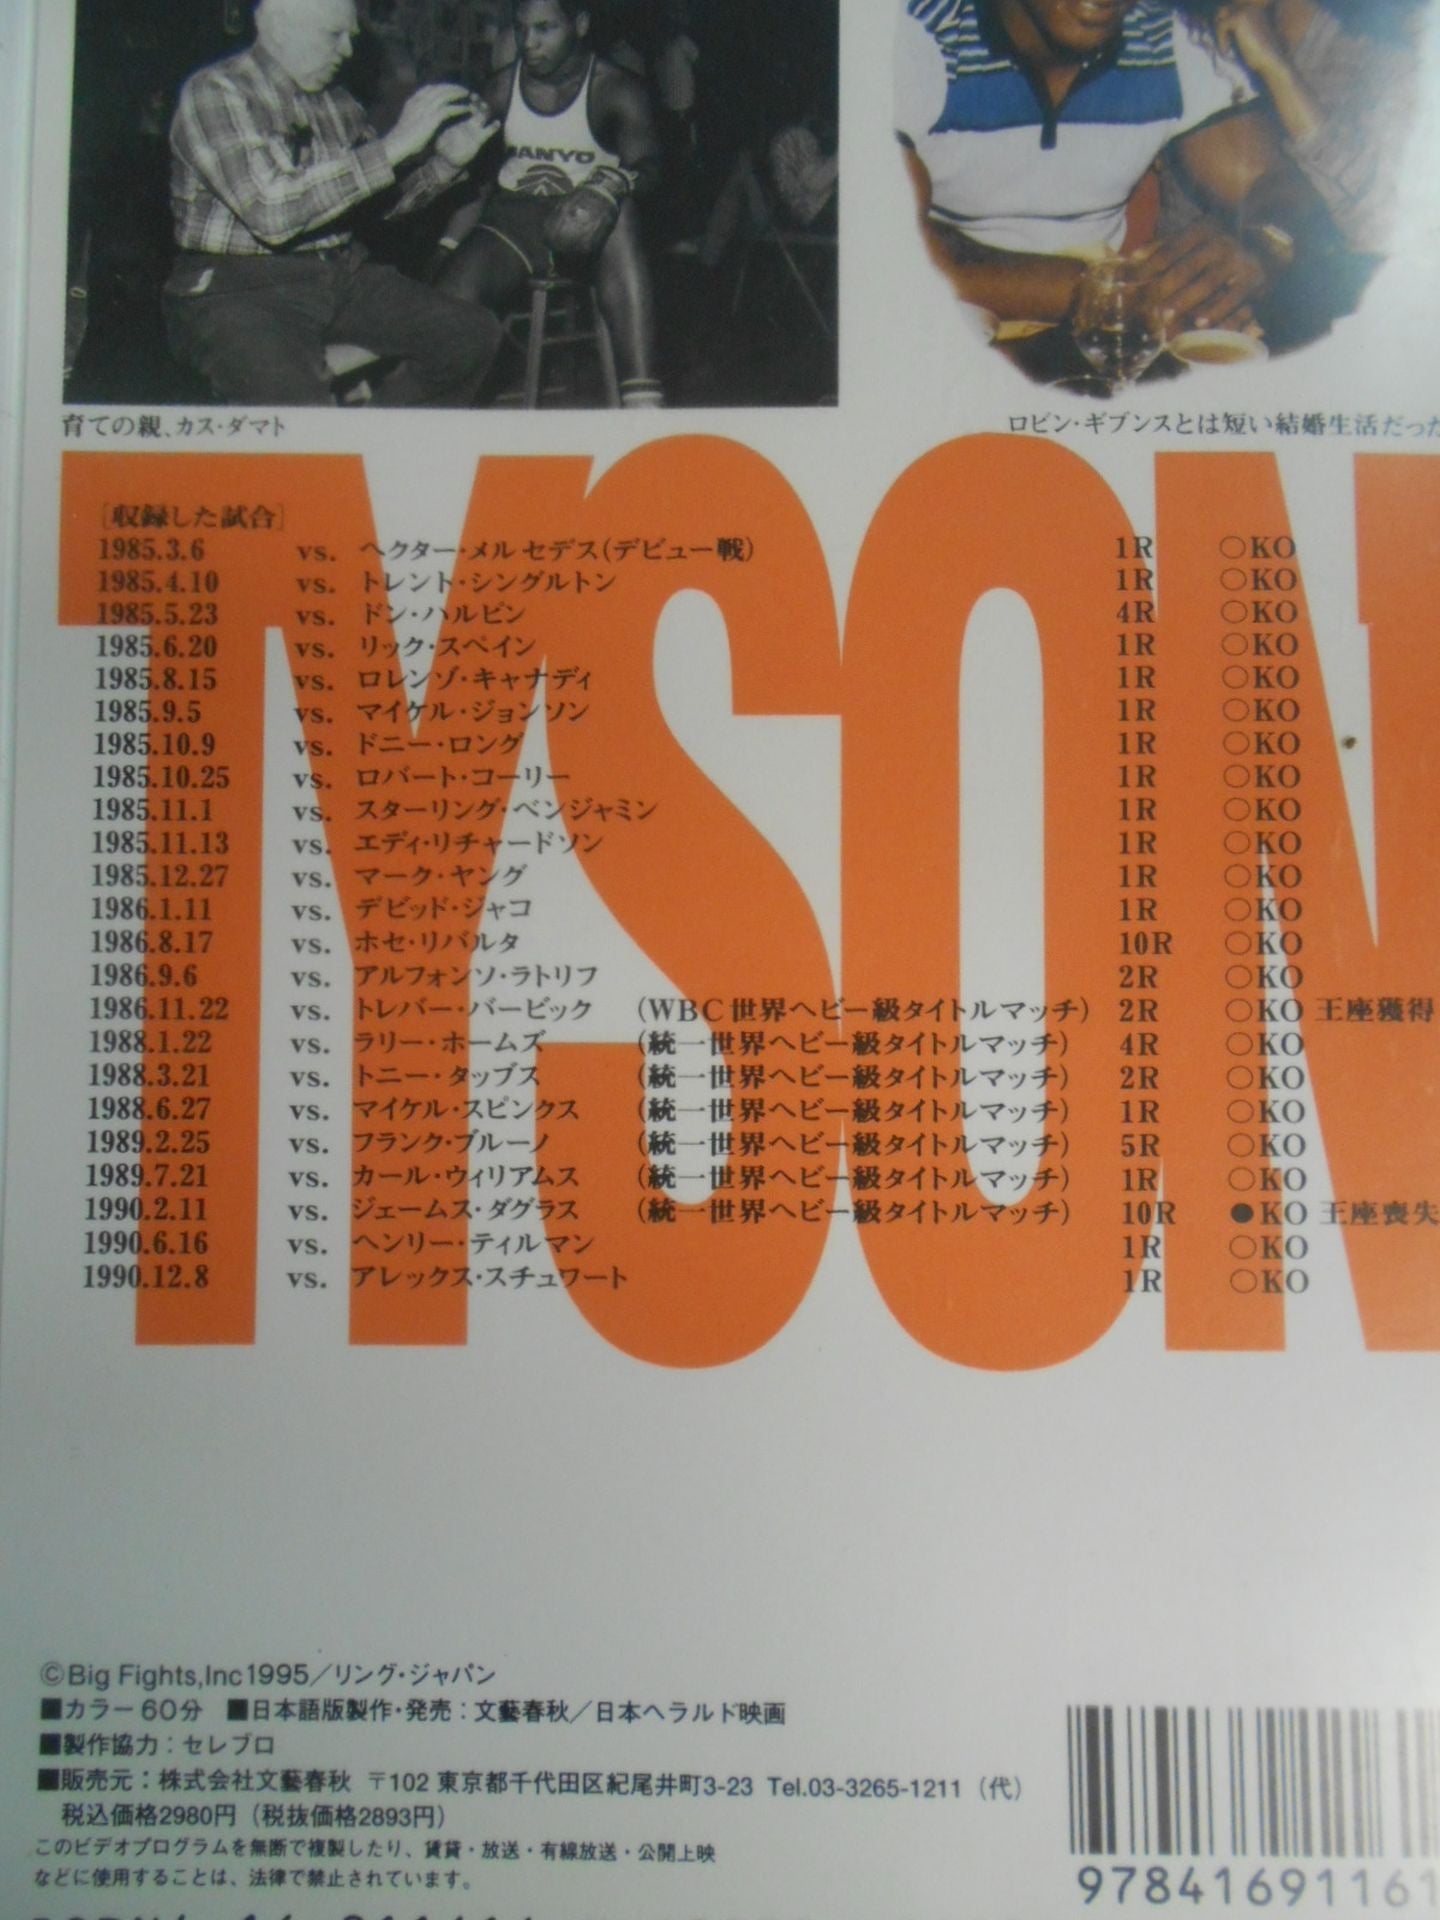 SANYO
育ての親、カス・ダマト
ロビン・ギブンスとは短い結婚生活だった
TYSON
[収録した試合]
1985.3.6 vs. ヘクター・メルセデス(デビュー戦) 1R ○KO
1985.4.10 vs. トレント・シングルトン 1R ○KO
1985.5.23 vs. ドン・ハルピン 4R ○KO
1985.6.20 vs. リック・スペイン 1R ○KO
1985.8.15 vs. ロレンゾ・キャナディ 1R ○KO
1985.9.5 vs. マイケル・ジョンソン 1R ○KO
1985.10.9 vs. ドニー・ロング 1R ○KO
1985.10.25 vs. ロバート・コーリー 1R ○KO
1985.11.1 vs. スターリング・ベンジャミン 1R ○KO
1985.11.13 vs. エディ・リチャードソン 1R ○KO
1985.12.27 vs. マーク・ヤング 1R ○KO
1986.1.11 vs. デビッド・ジャコ 1R ○KO
1986.8.17 vs. ホセ・リバルタ 10R ○KO
1986.9.6 vs. アルフォンソ・ラトリフ 2R ○KO
1986.11.22 vs. トレバー・バービック (WBC世界ヘビー級タイトルマッチ) 2R ○KO 王座獲得
1988.1.22 vs. ラリー・ホームズ (統一世界ヘビー級タイトルマッチ) 4R ○KO
1988.3.21 vs. トニー・タップス (統一世界ヘビー級タイトルマッチ) 2R ○KO
1988.6.27 vs. マイケル・スピンクス (統一世界ヘビー級タイトルマッチ) 1R ○KO
1989.2.25 vs. フランク・ブルーノ (統一世界ヘビー級タイトルマッチ) 5R ○KO
1989.7.21 vs. カール・ウィリアムス (統一世界ヘビー級タイトルマッチ) 1R ○KO
1990.2.11 vs. ジェームス・ダグラス (統一世界ヘビー級タイトルマッチ) 10R ●KO 王座喪失
1990.6.16 vs. ヘンリー・ティルマン 1R ○KO
1990.12.8 vs. アレックス・スチュワート 1R ○KO
©Big Fights,Inc1995／リング・ジャパン
■カラー60分 ■日本語版製作・発売：文藝春秋／日本ヘラルド映画
■製作協力：セレブロ
■販売元：株式会社文藝春秋 〒102 東京都千代田区紀尾井町3-23 Tel.03-3265-1211（代）
税込価格2980円（税抜価格2893円）
このビデオプログラムを無断で複製したり、賃貸・放送・有線放送・公開上映
などに使用することは、法律で禁止されています。
97841691161